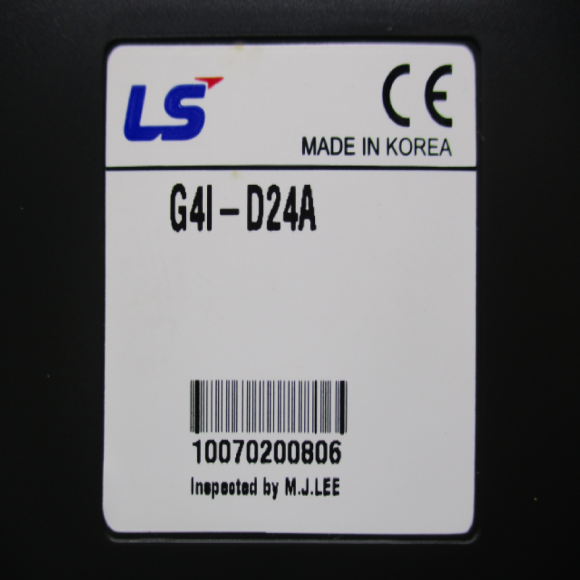 LS
CE
MADE IN KOREA
G4I-D24A
10070200806
Inspected by M.J.LEE